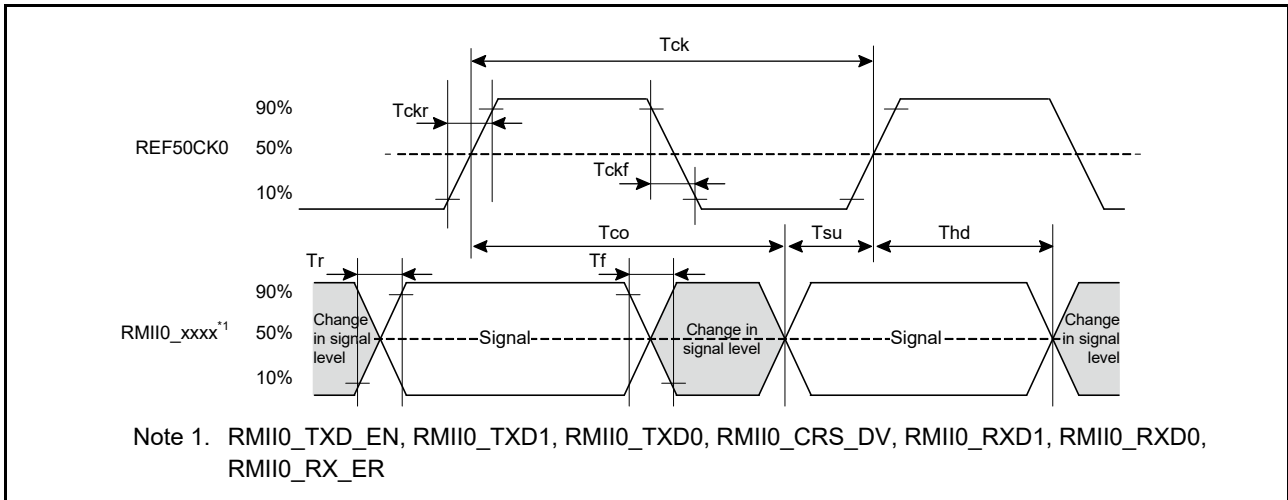 Tck
90%
Tckr
REF50CK0
50%
Tckf
10%
Tco
Tsu
Thd
Tr
Tf
90%
RMII0_xxxx*1
50%
10%
Change
in signal
level
Signal
Change in
signal level
Signal
Change
in signal
level
Note 1. RMII0_TXD_EN, RMII0_TXD1, RMII0_TXD0, RMII0_CRS_DV, RMII0_RXD1, RMII0_RXD0,
RMII0_RX_ER